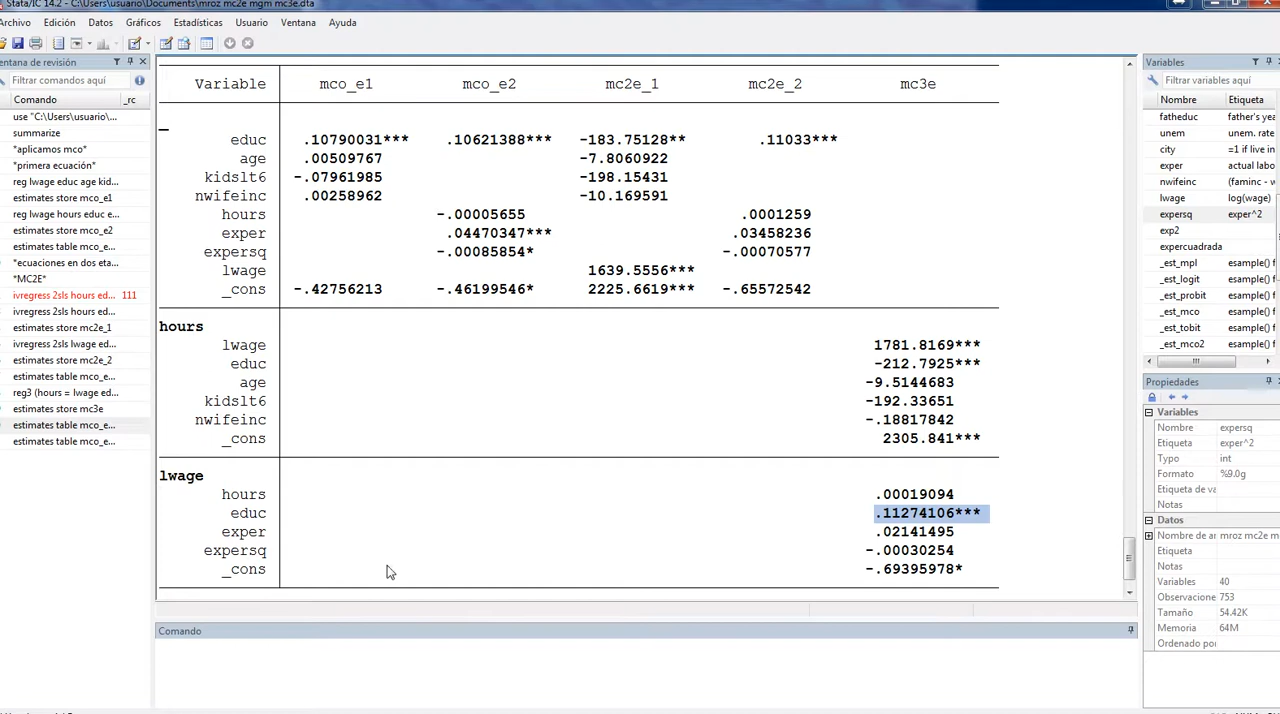 Stata/IC 14.2 - C:\Users\usuario\Documents\mroz mc2e mgm mc3e.dta
Archivo Edición Datos Gráficos Estadísticas Usuario Ventana Ayuda
Ventana de revisión
Filtrar comandos aquí
Comando _rc
use "C:\Users\usuario\...
summarize
*aplicamos mco*
*primera ecuación*
reg lwage educ age kid...
estimates store mco_e1
reg lwage hours educ e...
estimates store mco_e2
estimates table mco_e...
*ecuaciones en dos eta...
*MC2E*
ivregress 2sls hours ed... 111
ivregress 2sls hours ed...
estimates store mc2e_1
ivregress 2sls lwage ed...
estimates store mc2e_2
estimates table mco_e...
reg3 (hours = lwage ed...
estimates store mc3e
estimates table mco_e...
estimates table mco_e...
Variable mco_e1 mco_e2 mc2e_1 mc2e_2 mc3e
_
educ .10790031*** .10621388*** -183.75128** .11033***
age .00509767 -7.8060922
kidslt6 -.07961985 -198.15431
nwifeinc .00258962 -10.169591
hours -.00005655 .0001259
exper .04470347*** .03458236
expersq -.00085854* -.00070577
lwage 1639.5556***
_cons -.42756213 -.46199546* 2225.6619*** -.65572542
hours
lwage 1781.8169***
educ -212.7925***
age -9.5144683
kidslt6 -192.33651
nwifeinc -.18817842
_cons 2305.841***
lwage
hours .00019094
educ .11274106***
exper .02141495
expersq -.00030254
_cons -.69395978*
Comando
Variables
Filtrar variables aquí
Nombre Etiqueta
fatheduc father's yea
unem unem. rate
city =1 if live in
exper actual labo
nwifeinc (faminc - w
lwage log(wage)
expersq exper^2
exp2
expercuadrada
_est_mpl esample() f
_est_logit esample() f
_est_probit esample() f
_est_mco esample() f
_est_tobit esample() f
_est_mco2 esample() f
Propiedades
Variables
Nombre expersq
Etiqueta exper^2
Typo int
Formato %9.0g
Etiqueta de va
Notas
Datos
Nombre de ar mroz mc2e m
Etiqueta
Notas
Variables 40
Observacione 753
Tamaño 54.42K
Memoria 64M
Ordenado por